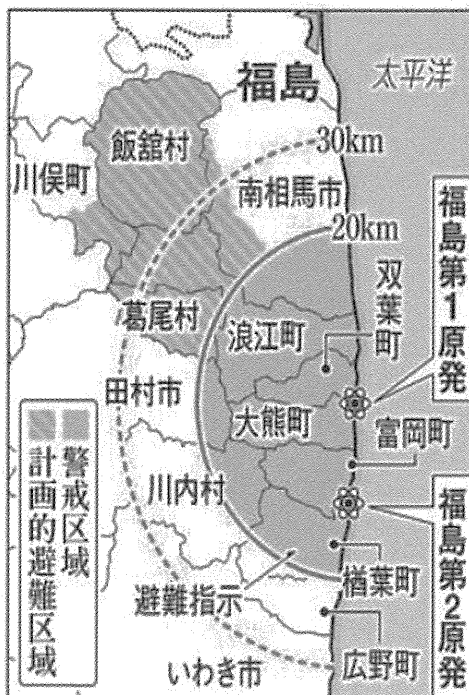 福島
太平洋
飯舘村
30km
川俣町
南相馬市
20km
福島第1原発
双葉町
葛尾村
浪江町
田村市
大熊町
富岡町
警戒区域
計画的避難区域
川内村
福島第2原発
避難指示
楢葉町
いわき市
広野町